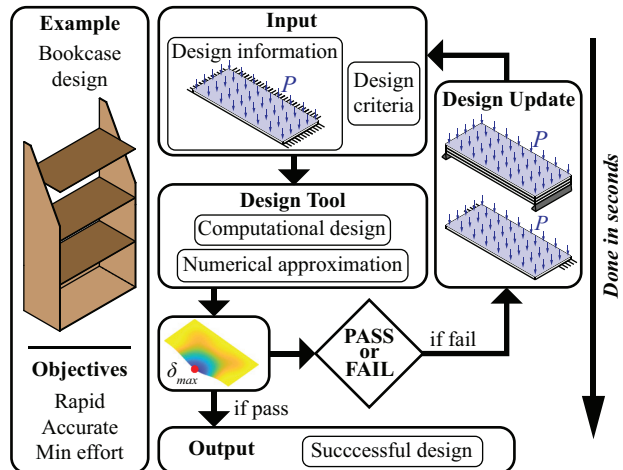 Example
Bookcase
design
Objectives
Rapid
Accurate
Min effort
Input
Design information
P
Design
criteria
Design Tool
Computational design
Numerical approximation
δmax
PASS
or
FAIL
if fail
if pass
Output
Succcessful design
Design Update
P
P
Done in seconds